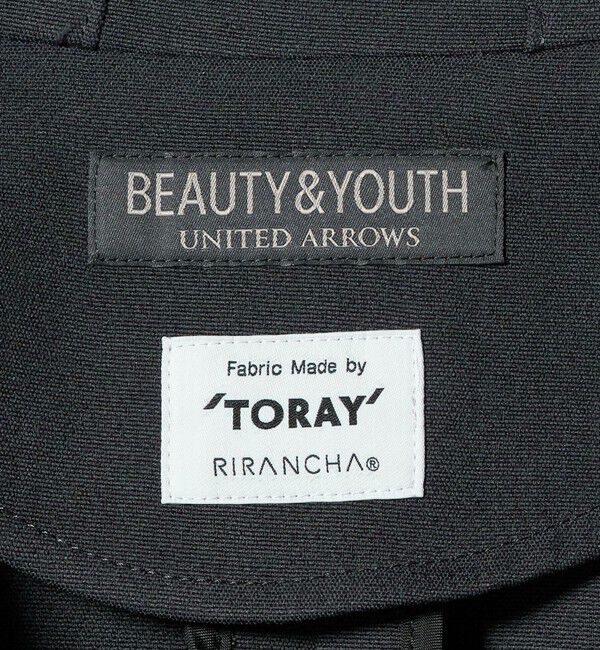 BEAUTY&YOUTH
UNITED ARROWS
Fabric Made by
'TORAY'
RIRANCHA®